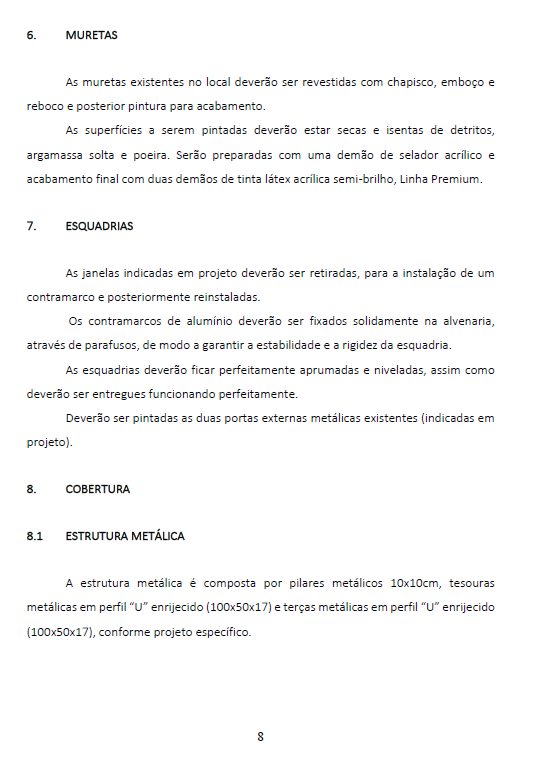 6. MURETAS
As muretas existentes no local deverão ser revestidas com chapisco, emboço e
reboco e posterior pintura para acabamento.
As superfícies a serem pintadas deverão estar secas e isentas de detritos,
argamassa solta e poeira. Serão preparadas com uma demão de selador acrílico e
acabamento final com duas demãos de tinta látex acrílica semi-brilho, Linha Premium.
7. ESQUADRIAS
As janelas indicadas em projeto deverão ser retiradas, para a instalação de um
contramarco e posteriormente reinstaladas.
Os contramarcos de alumínio deverão ser fixados solidamente na alvenaria,
através de parafusos, de modo a garantir a estabilidade e a rigidez da esquadria.
As esquadrias deverão ficar perfeitamente aprumadas e niveladas, assim como
deverão ser entregues funcionando perfeitamente.
Deverão ser pintadas as duas portas externas metálicas existentes (indicadas em
projeto).
8. COBERTURA
8.1 ESTRUTURA METÁLICA
A estrutura metálica é composta por pilares metálicos 10x10cm, tesouras
metálicas em perfil “U” enrijecido (100x50x17) e terças metálicas em perfil “U” enrijecido
(100x50x17), conforme projeto específico.
8